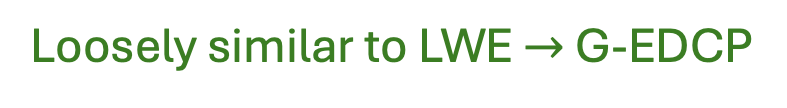 Loosely similar to LWE → G-EDCP